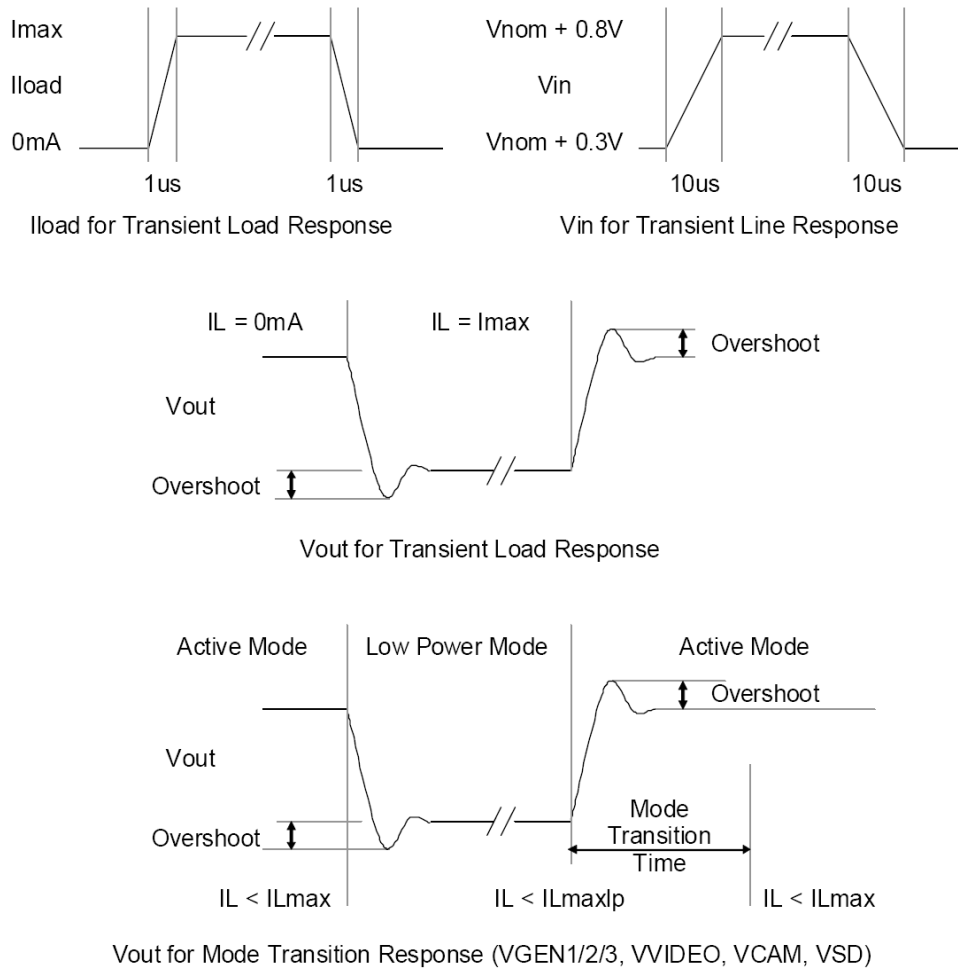 Imax
Iload
0mA
1us 1us
Iload for Transient Load Response
Vnom + 0.8V
Vin
Vnom + 0.3V
10us 10us
Vin for Transient Line Response
IL = 0mA IL = Imax
Overshoot
Vout
Overshoot
Vout for Transient Load Response
Active Mode Low Power Mode Active Mode
Overshoot
Vout
Overshoot
Mode
Transition
Time
IL < ILmax IL < ILmaxlp IL < ILmax
Vout for Mode Transition Response (VGEN1/2/3, VVIDEO, VCAM, VSD)